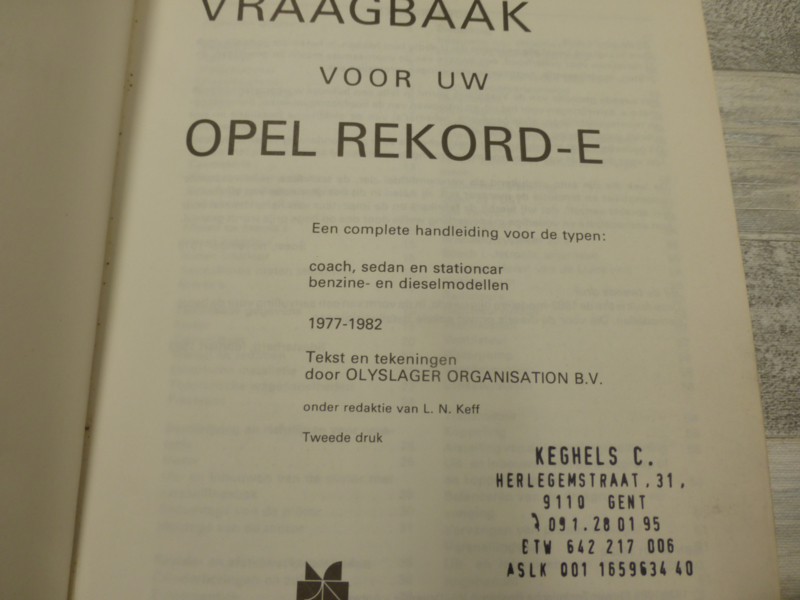 VRAAGBAAK
VOOR UW
OPEL REKORD-E
Een complete handleiding voor de typen:
coach, sedan en stationcar
benzine- en dieselmodellen
1977-1982
Tekst en tekeningen
door OLYSLAGER ORGANISATION B.V.
onder redaktie van L. N. Keff
Tweede druk
KEGHELS C.
HERLEGEMSTRAAT, 31,
9110 GENT
091.28 01 95
ETW 642 217 006
ASLK 001 1659634 40